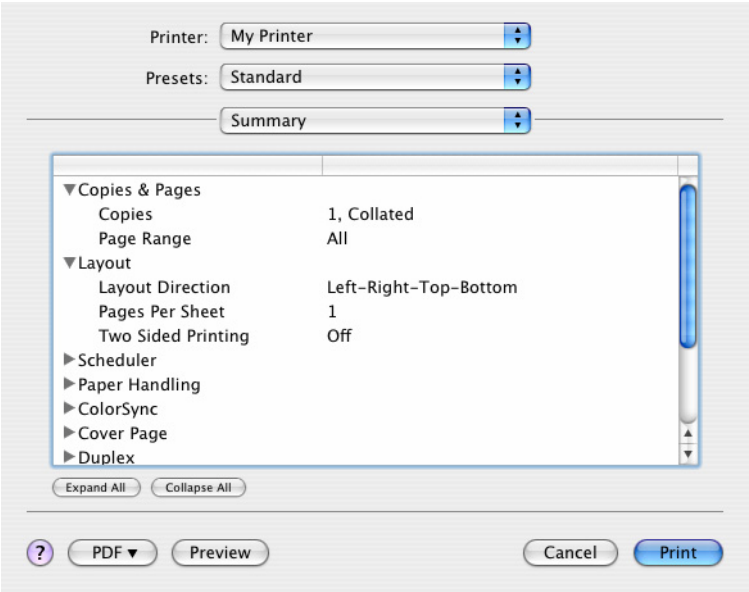 Printer: My Printer
Presets: Standard
Summary
Copies & Pages
Copies 1, Collated
Page Range All
Layout
Layout Direction Left-Right-Top-Bottom
Pages Per Sheet 1
Two Sided Printing Off
Scheduler
Paper Handling
ColorSync
Cover Page
Duplex
Expand All Collapse All
? PDF Preview Cancel Print